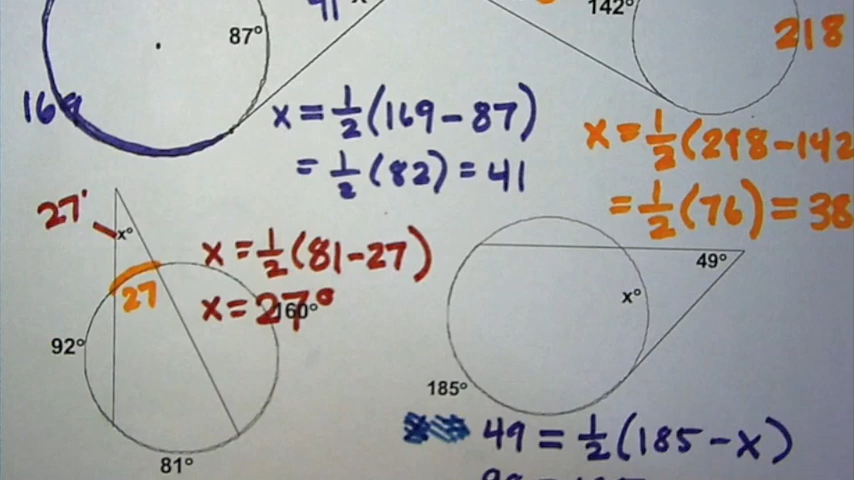 41
x
142°
87°
218
169
x = 1/2 (169 - 87)
= 1/2 (82) = 41
x = 1/2 (218 - 142
= 1/2 (76) = 38
27°
x°
x = 1/2 (81 - 27)
27
x = 27°
160°
49°
x°
92°
185°
49 = 1/2 (185 - x)
81°